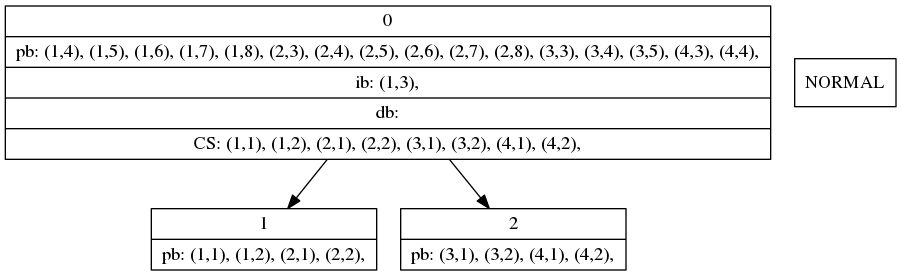 0
pb: (1,4), (1,5), (1,6), (1,7), (1,8), (2,3), (2,4), (2,5), (2,6), (2,7), (2,8), (3,3), (3,4), (3,5), (4,3), (4,4),
NORMAL
ib: (1,3),
db:
CS: (1,1), (1,2), (2,1), (2,2), (3,1), (3,2), (4,1), (4,2),
1
pb: (1,1), (1,2), (2,1), (2,2),
2
pb: (3,1), (3,2), (4,1), (4,2),